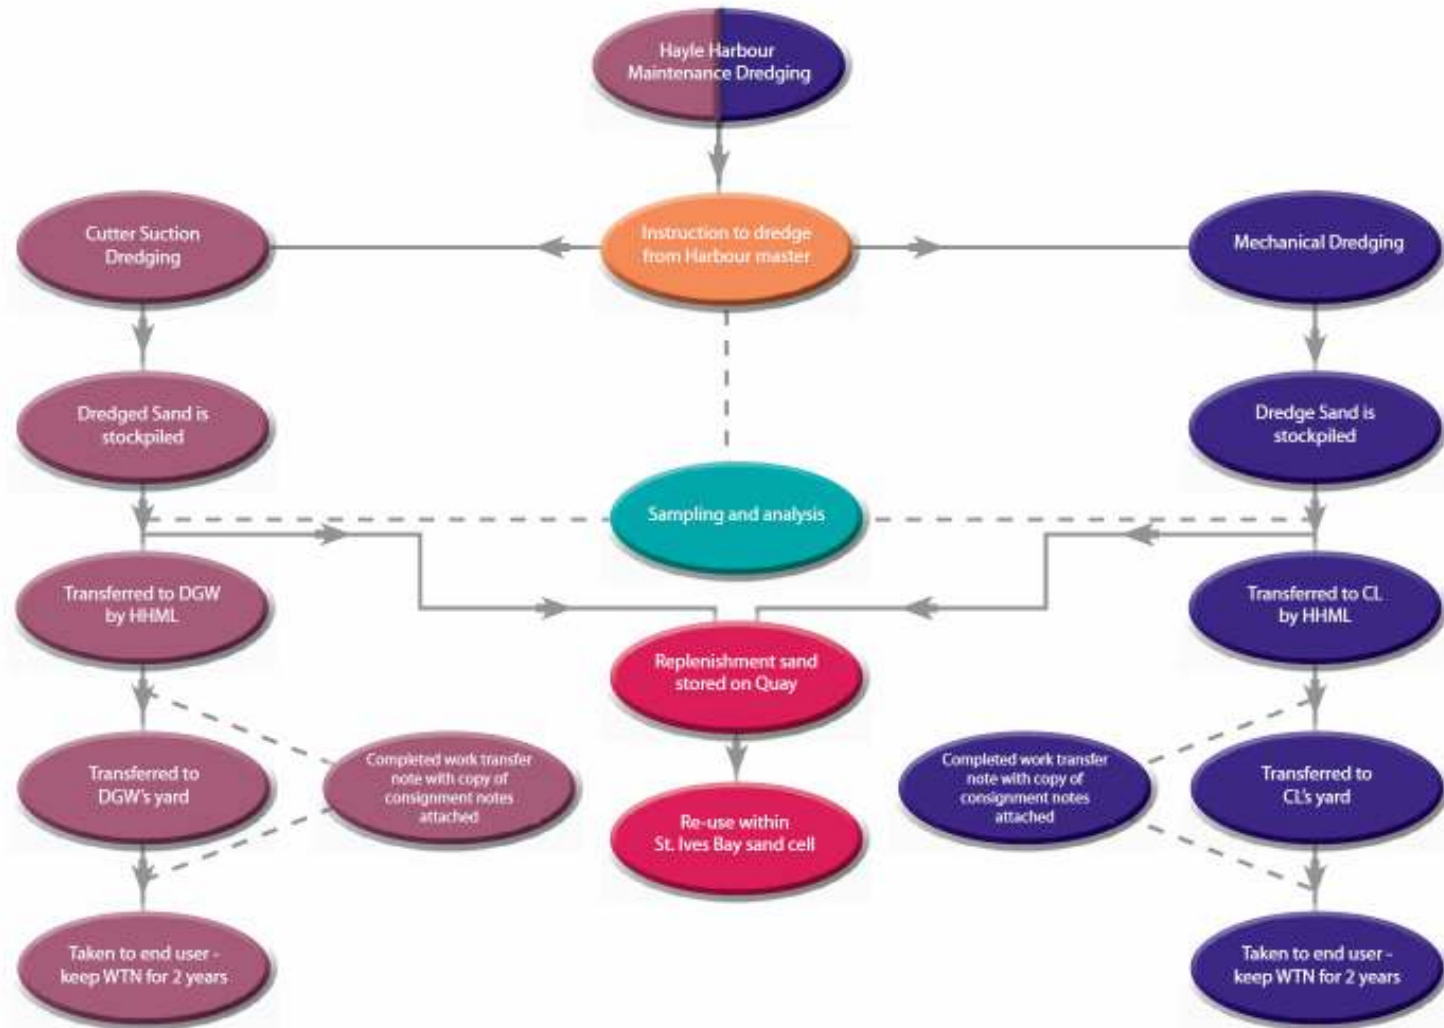 Hayle Harbour
Maintenance Dredging
Cutter Suction
Dredging
Instruction to dredge
from Harbour master
Mechanical Dredging
Dredged Sand is
stockpiled
Dredge Sand is
stockpiled
Sampling and analysis
Transferred to DGW
by HHML
Transferred to CL
by HHML
Replenishment sand
stored on Quay
Transferred to
DGW's yard
Completed work transfer
note with copy of
consignment notes
attached
Completed work transfer
note with copy of
consignment notes
attached
Transferred to
CL's yard
Re-use within
St. Ives Bay sand cell
Taken to end user -
keep WTN for 2 years
Taken to end user -
keep WTN for 2 years